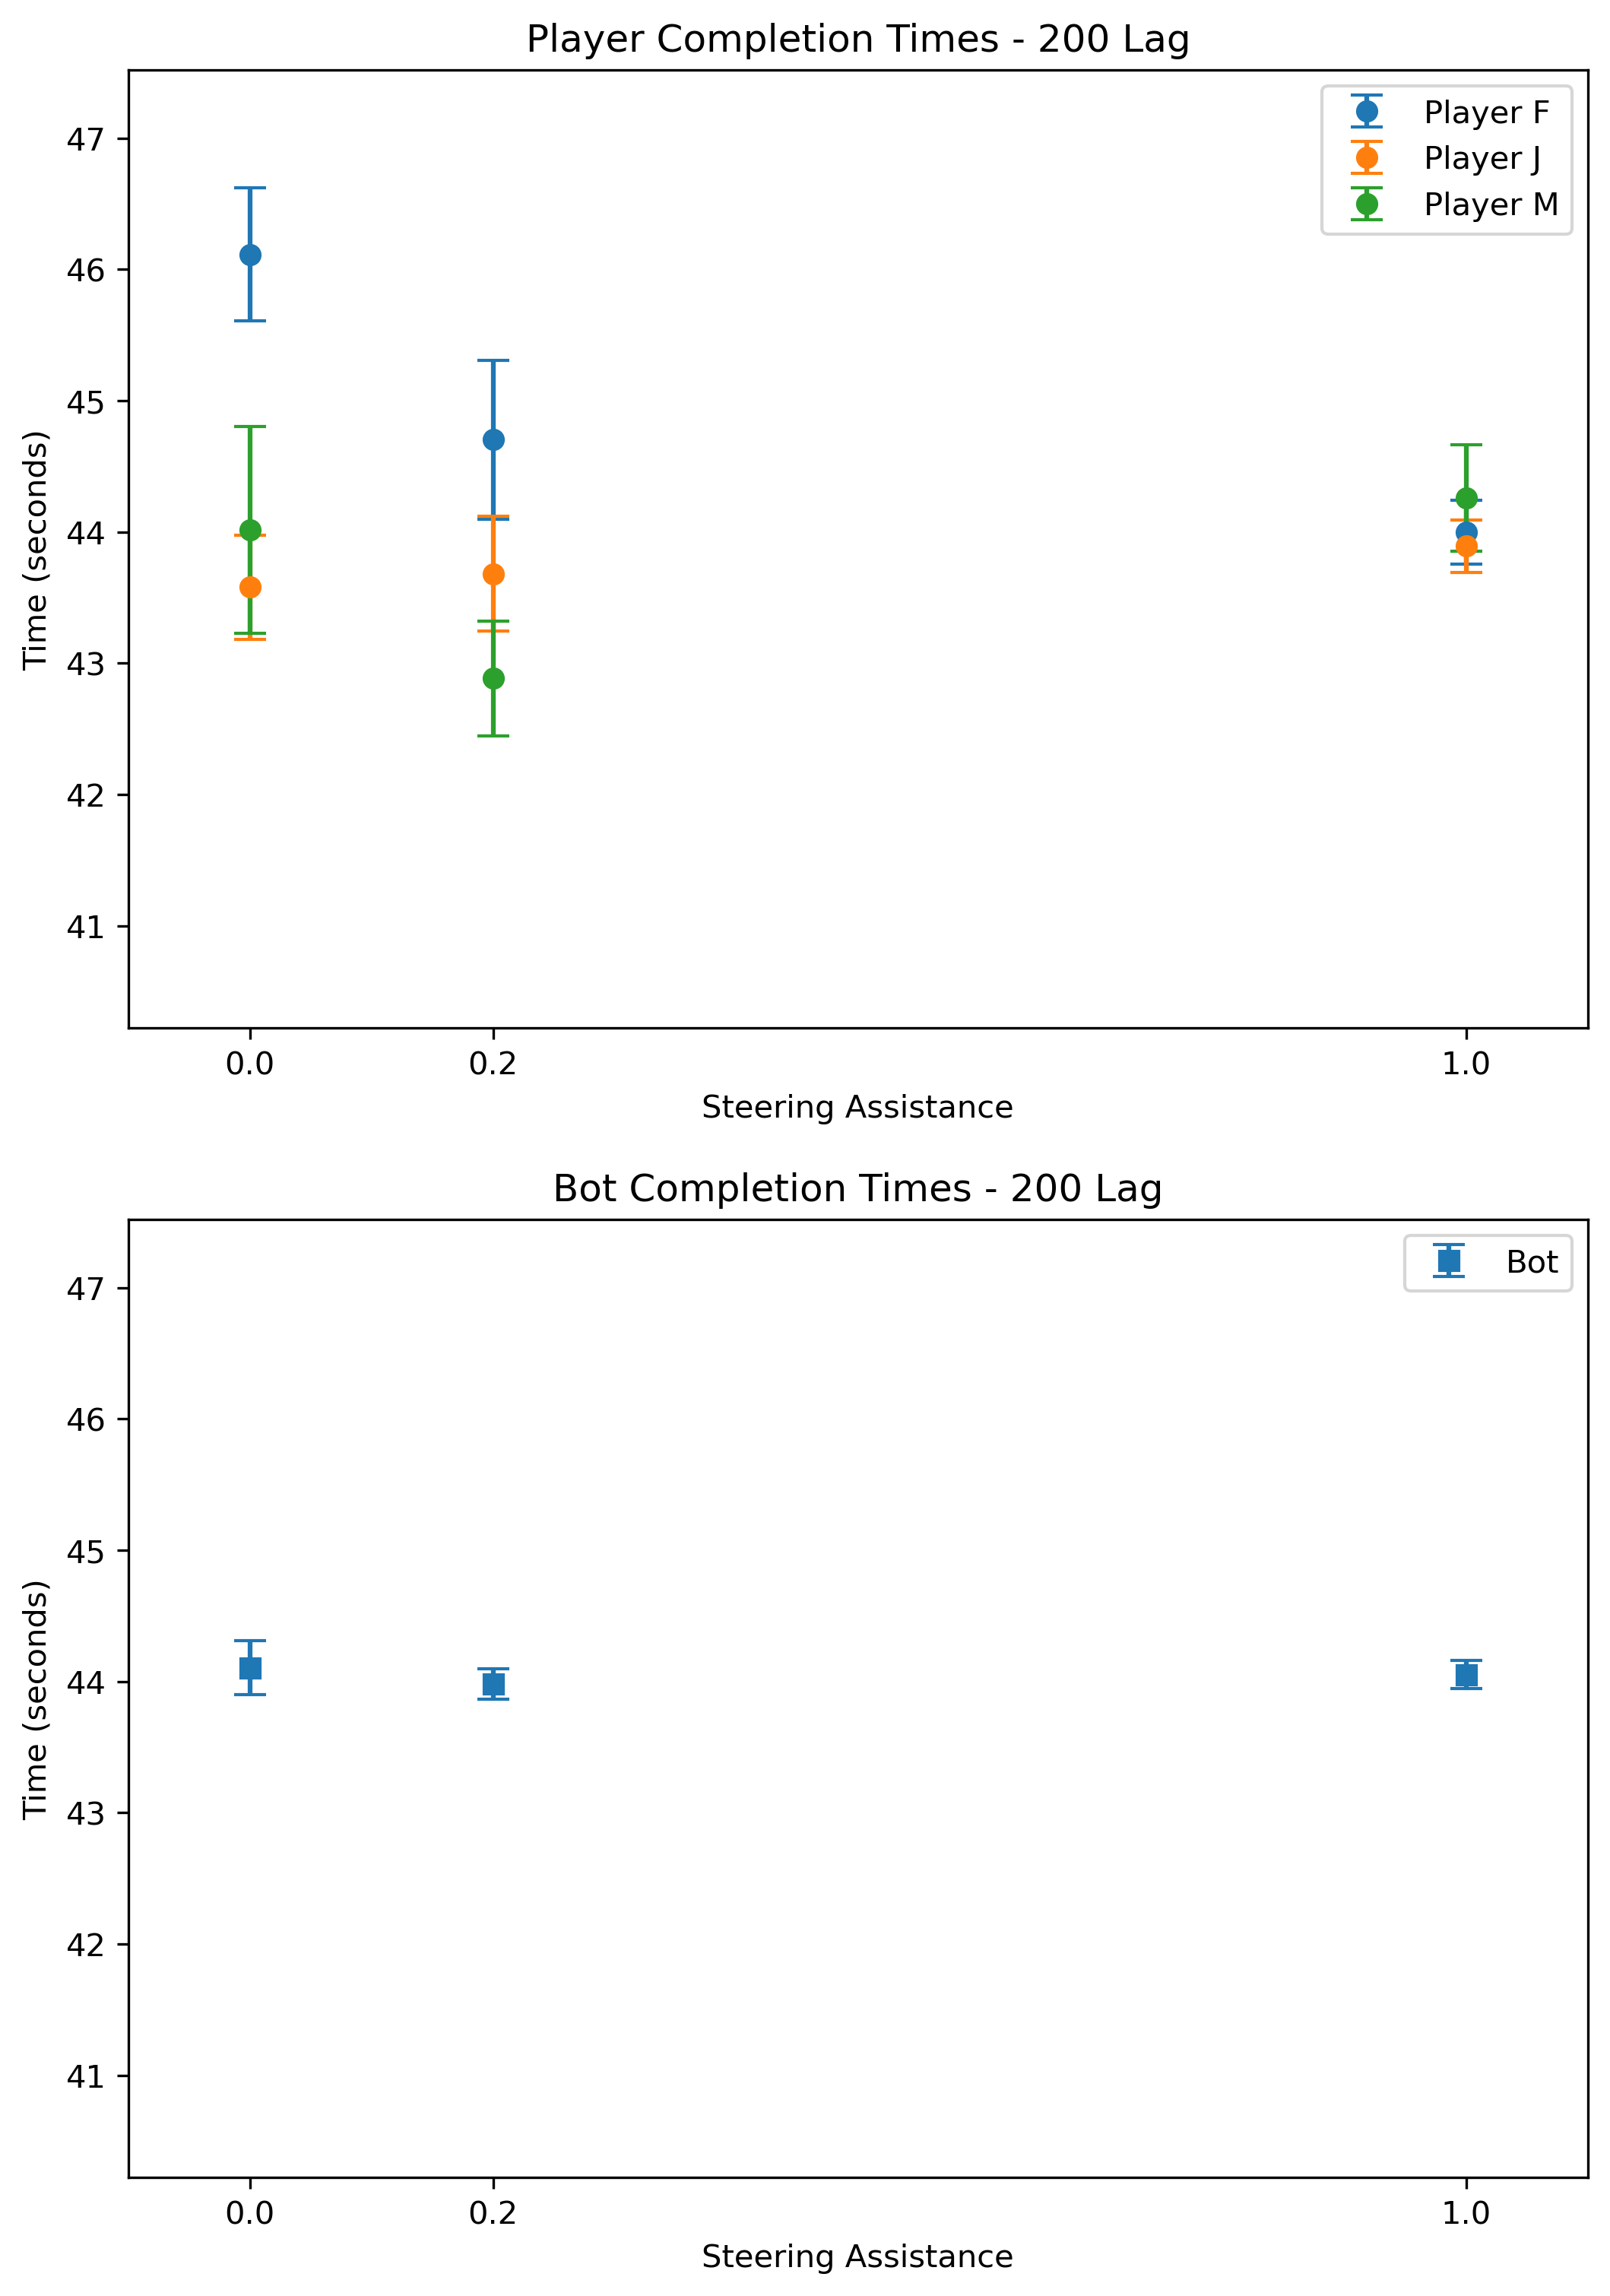 Player Completion Times - 200 Lag
Player F
Player J
Player M
47
46
45
44
43
42
41
Time (seconds)
0.0 0.2 1.0
Steering Assistance
Bot Completion Times - 200 Lag
Bot
47
46
45
44
43
42
41
Time (seconds)
0.0 0.2 1.0
Steering Assistance